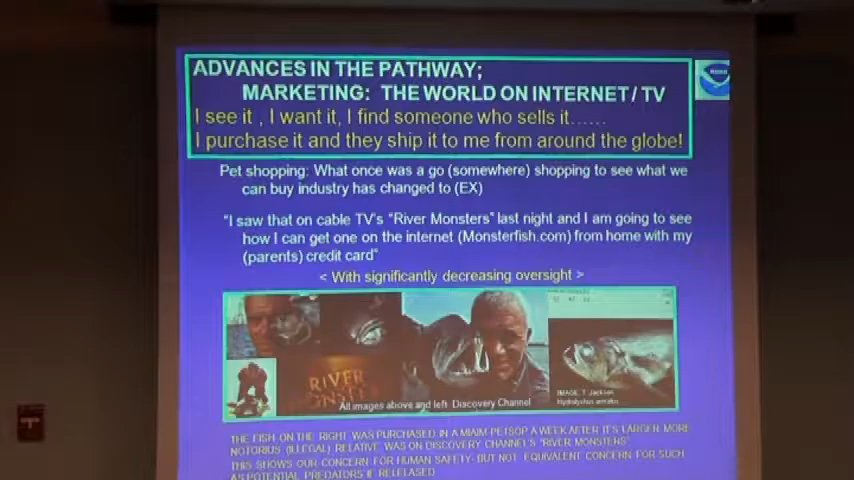 ADVANCES IN THE PATHWAY;
MARKETING: THE WORLD ON INTERNET / TV
I see it , I want it, I find someone who sells it......
I purchase it and they ship it to me from around the globe!
Pet shopping: What once was a go (somewhere) shopping to see what we
can buy industry has changed to (EX)
"I saw that on cable TV's "River Monsters" last night and I am going to see
how I can get one on the internet (Monsterfish.com) from home with my
(parents) credit card"
< With significantly decreasing oversight >
RIVER
MONSTERS
All images above and left Discovery Channel
IMAGE: T. Jackson
THE FISH ON THE RIGHT WAS PURCHASED IN A MIAIM PETSOP A WEEK AFTER IT'S LARGER MORE
NOTORIUS (ILLEGAL) RELATIVE WAS ON DISCOVERY CHANNEL'S "RIVER MONSTERS"
THIS SHOWS OUR CONCERN FOR HUMAN SAFETY- BUT NOT EQUIVALENT CONCERN FOR SUCH
AS POTENTIAL PREDATORS IF RELELASED